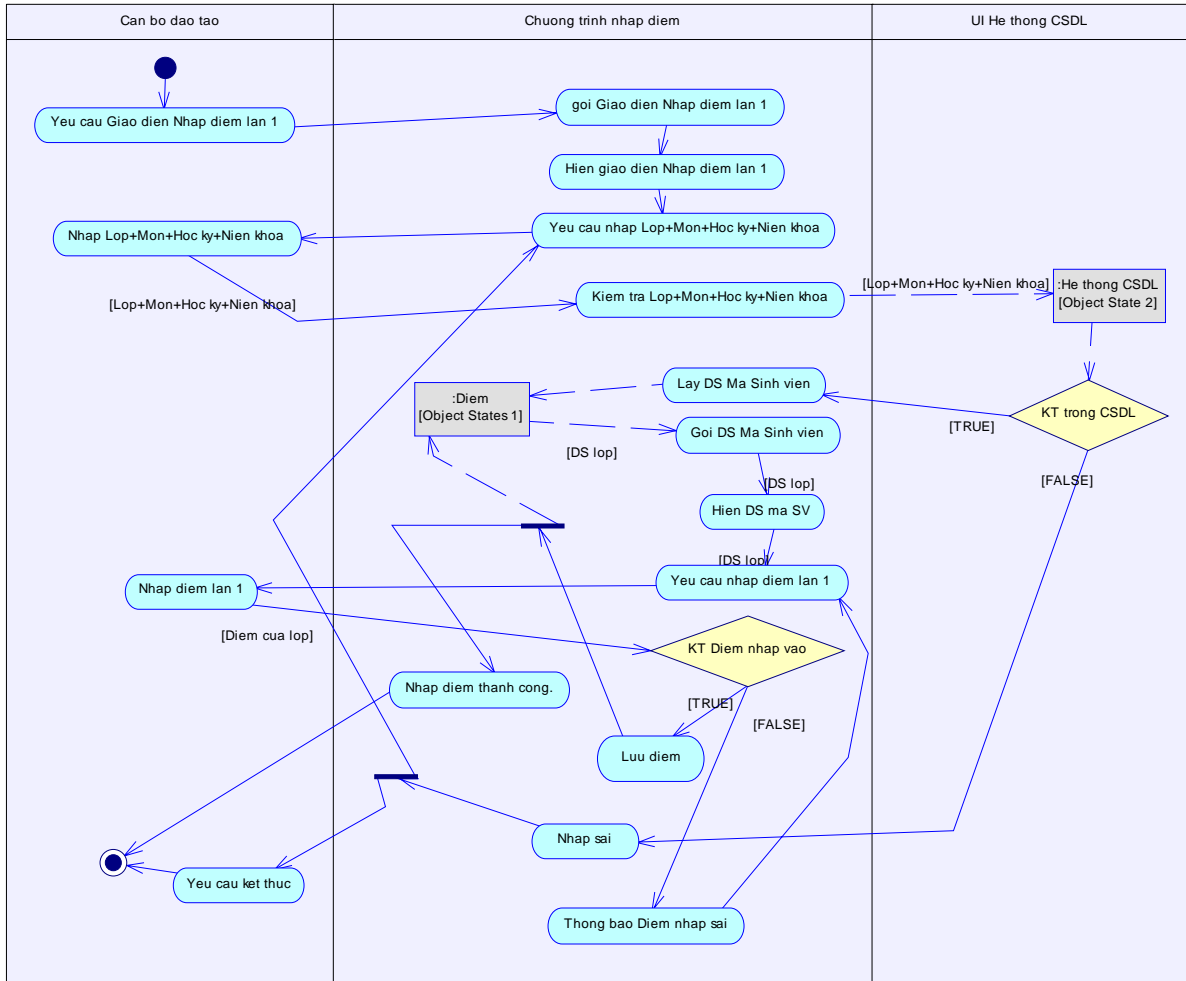 Can bo dao tao
Chuong trinh nhap diem
UI He thong CSDL
Yeu cau Giao dien Nhap diem lan 1
goi Giao dien Nhap diem lan 1
Hien giao dien Nhap diem lan 1
Nhap Lop+Mon+Hoc ky+Nien khoa
Yeu cau nhap Lop+Mon+Hoc ky+Nien khoa
[Lop+Mon+Hoc ky+Nien khoa]
Kiem tra Lop+Mon+Hoc ky+Nien khoa
[Lop+Mon+Hoc ky+Nien khoa]
:He thong CSDL
[Object State 2]
:Diem
[Object States 1]
Lay DS Ma Sinh vien
KT trong CSDL
[TRUE]
Goi DS Ma Sinh vien
[DS lop]
[FALSE]
[DS lop]
Hien DS ma SV
[DS lop]
Nhap diem lan 1
Yeu cau nhap diem lan 1
[Diem cua lop]
KT Diem nhap vao
Nhap diem thanh cong.
[TRUE]
[FALSE]
Luu diem
Nhap sai
Yeu cau ket thuc
Thong bao Diem nhap sai